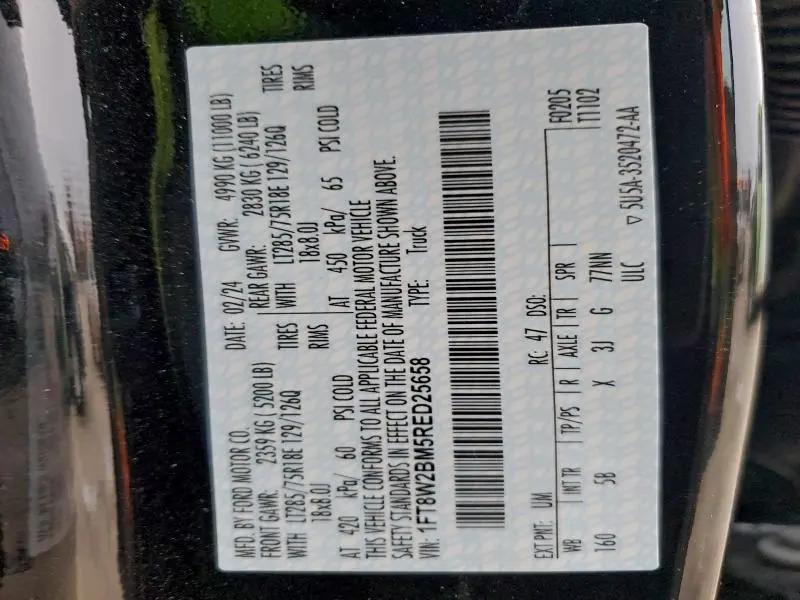 MFD. BY FORD MOTOR CO.
DATE: 02/24 GVWR: 4990 KG (11000 LB)
FRONT GAWR: 2359 KG ( 5200 LB)
REAR GAWR: 2830 KG ( 6240 LB)
WITH LT285/75R18E 129/126Q TIRES
WITH LT285/75R18E 129/126Q TIRES
18x8.0J RIMS
18x8.0J RIMS
AT 420 kPa/ 60 PSI COLD
AT 450 kPa/ 65 PSI COLD
THIS VEHICLE CONFORMS TO ALL APPLICABLE FEDERAL MOTOR VEHICLE
SAFETY STANDARDS IN EFFECT ON THE DATE OF MANUFACTURE SHOWN ABOVE.
VIN: 1FT8W2BM5RED25658 TYPE: Truck
F0205
T1102
EXT PNT: UM RC: 47 DSO:
WB INT TR TP/PS R AXLE TR SPR
160 5B X 3J G 77NN
ULC
▽ 5U5A-3520472-AA